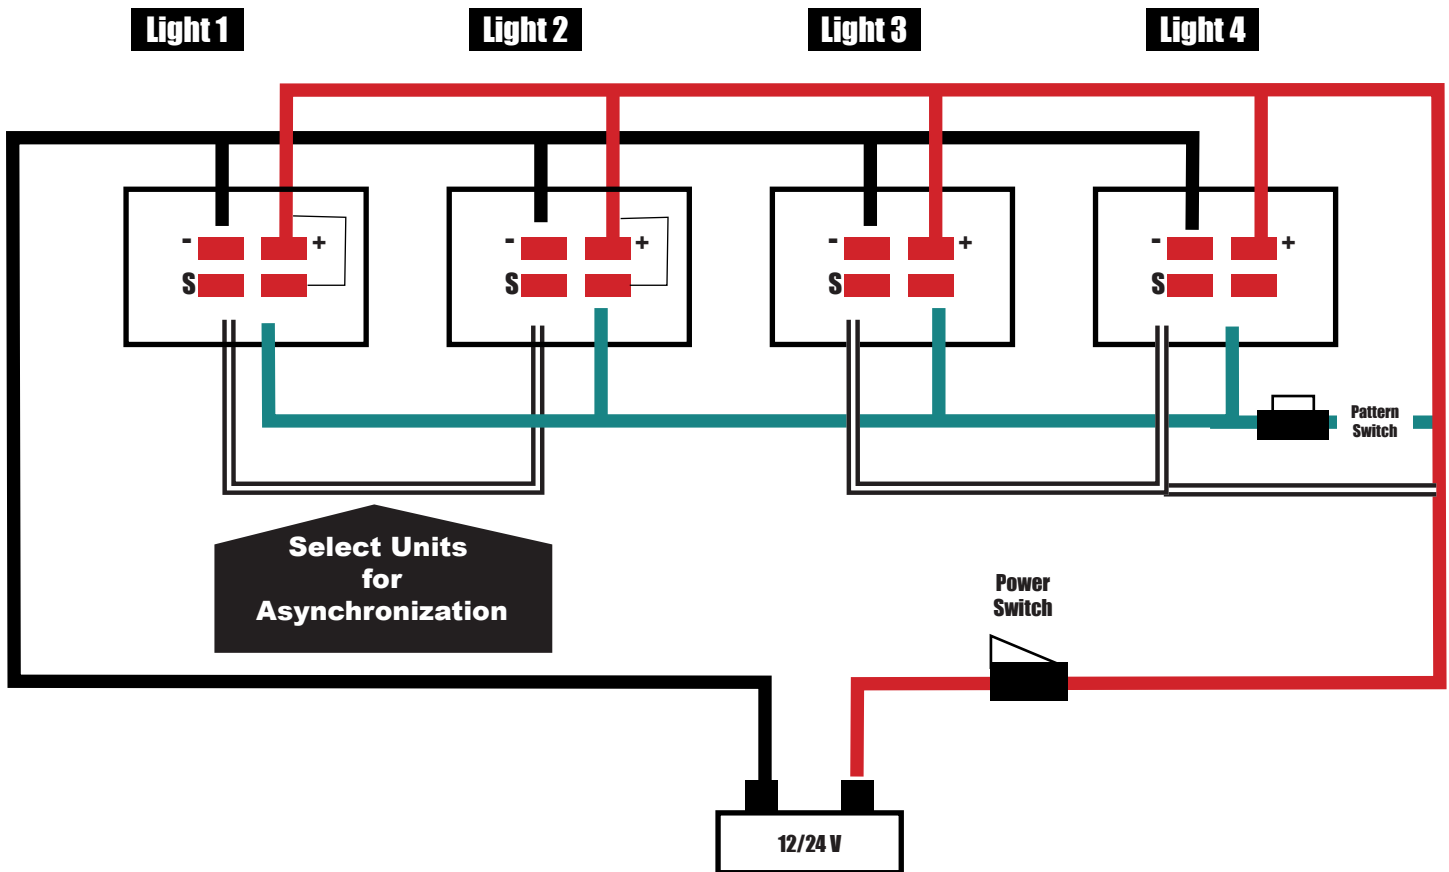 Light 1 Light 2 Light 3 Light 4
- + - + - + - +
S S S S
Pattern
Switch
Select Units
for
Asynchronization
Power
Switch
12/24 V